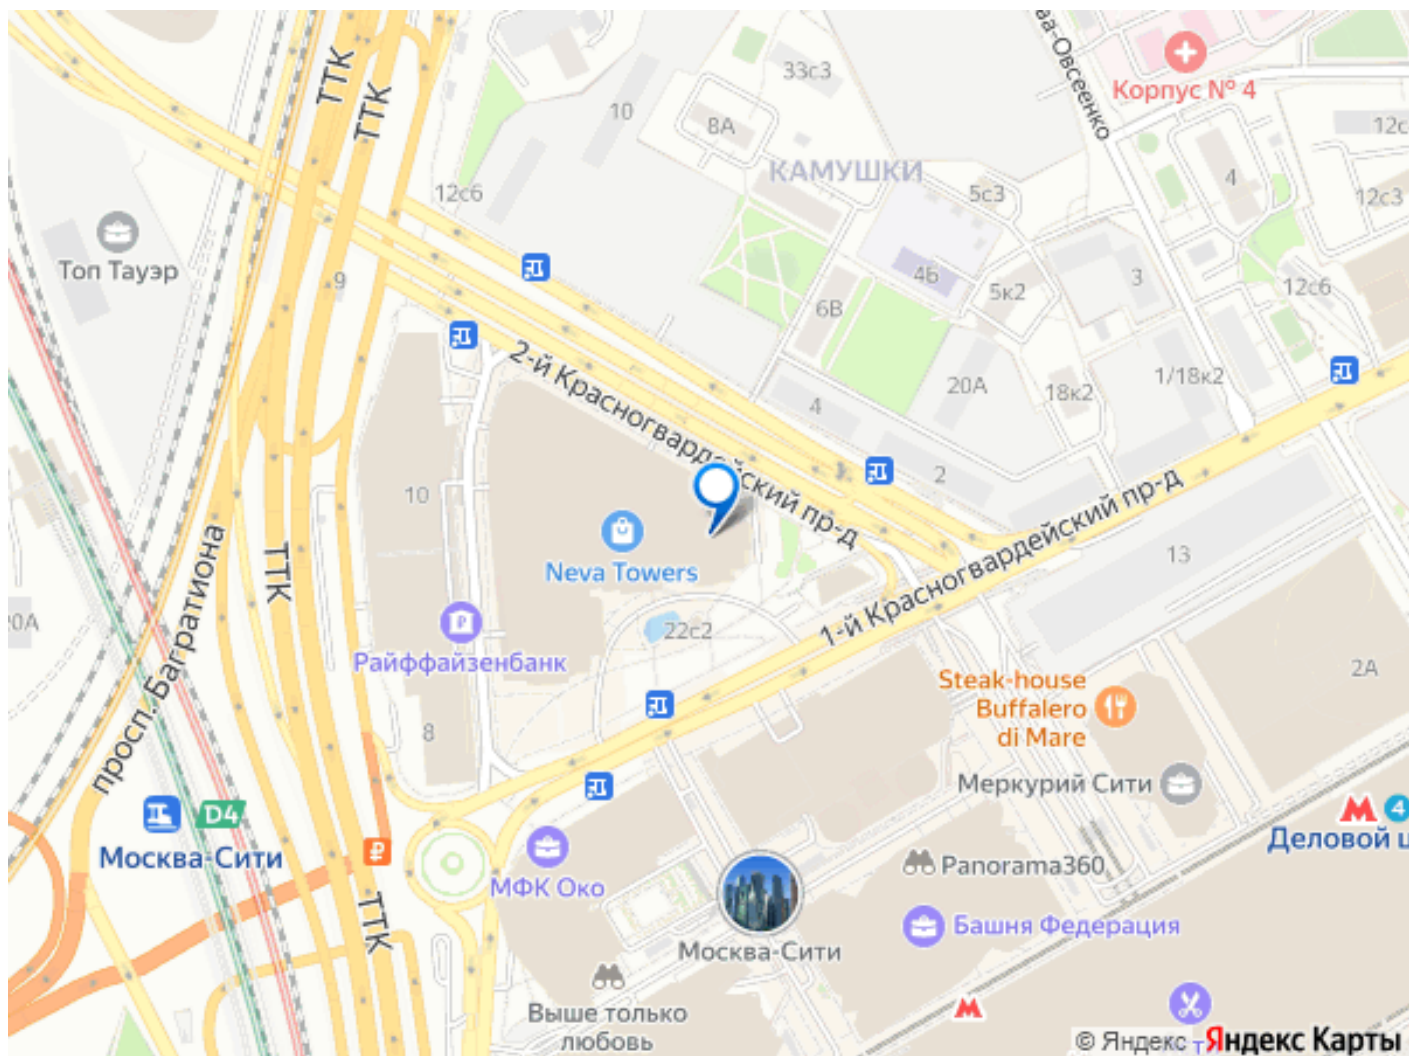 ТТК
ТТК
33с3
10
8А
КАМУШКИ
Корпус № 4
12с
4
12с3
12с6
5с3
Топ Тауэр
9
4Б
5к2
3
12с6
6В
2-й Красногвардейский пр-д
20А
18к2
1/18к2
4
2
10
Neva Towers
ТТК
просп. Багратиона
1-й Красногвардейский пр-д
13
22с2
Райффайзенбанк
8
2А
Steak-house
Buffalero
di Mare
Меркурий Сити
D4
Москва-Сити
МФК Око
Panorama360
4
Башня Федерация
Москва-Сити
ТТК
Выше только
любовь
© Яндекс
Яндекс Карты